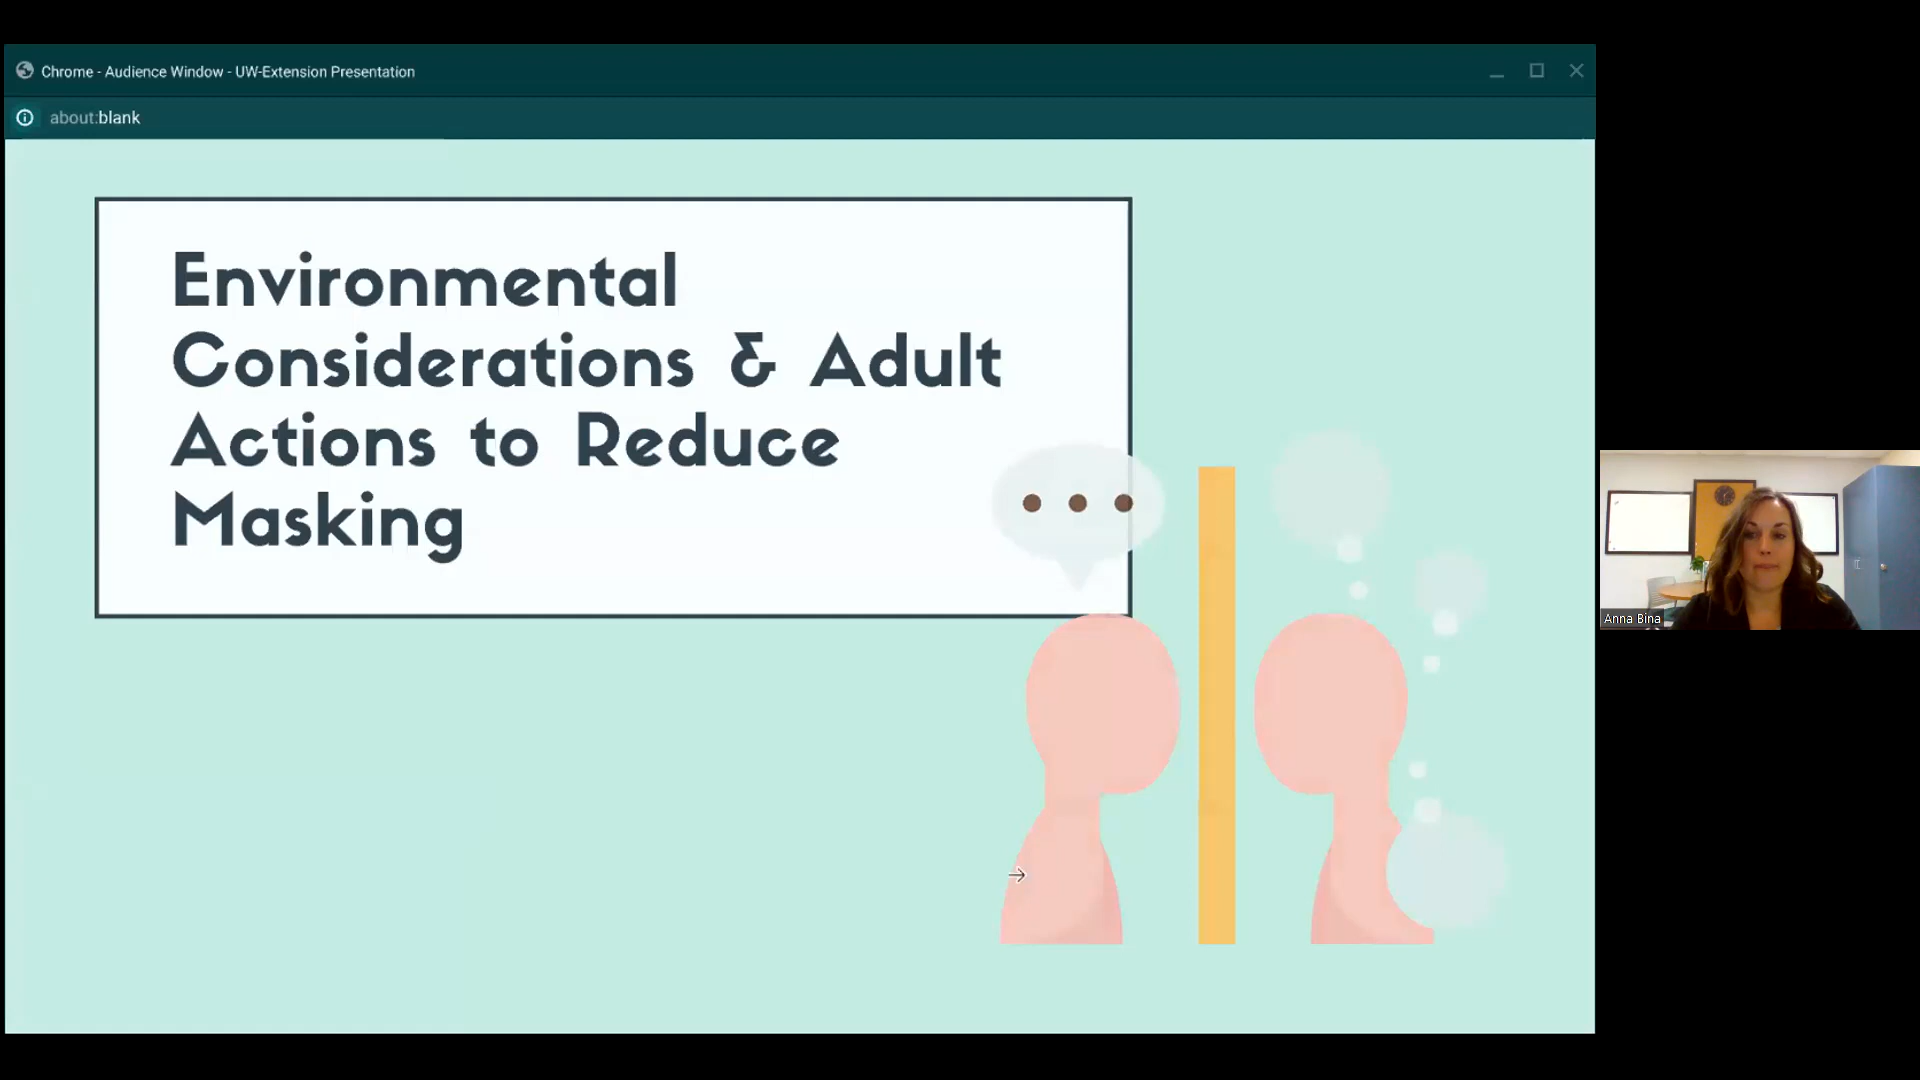 Chrome - Audience Window - UW-Extension Presentation
about:blank
Environmental
Considerations & Adult
Actions to Reduce
Masking
Anna Bina